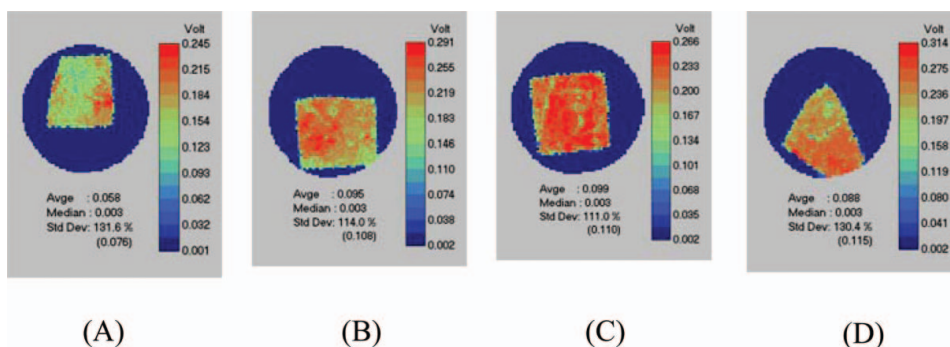 Volt
0.245
0.215
0.184
0.154
0.123
0.093
0.062
0.032
0.001
Avge : 0.058
Median : 0.003
Std Dev: 131.6 %
(0.076)
(A)
Volt
0.291
0.255
0.219
0.183
0.146
0.110
0.074
0.038
0.002
Avge : 0.095
Median : 0.003
Std Dev: 114.0 %
(0.108)
(B)
Volt
0.266
0.233
0.200
0.167
0.134
0.101
0.068
0.035
0.002
Avge : 0.099
Median : 0.003
Std Dev: 111.0 %
(0.110)
(C)
Volt
0.314
0.275
0.236
0.197
0.158
0.119
0.080
0.041
0.002
Avge : 0.088
Median : 0.003
Std Dev: 130.4 %
(0.115)
(D)